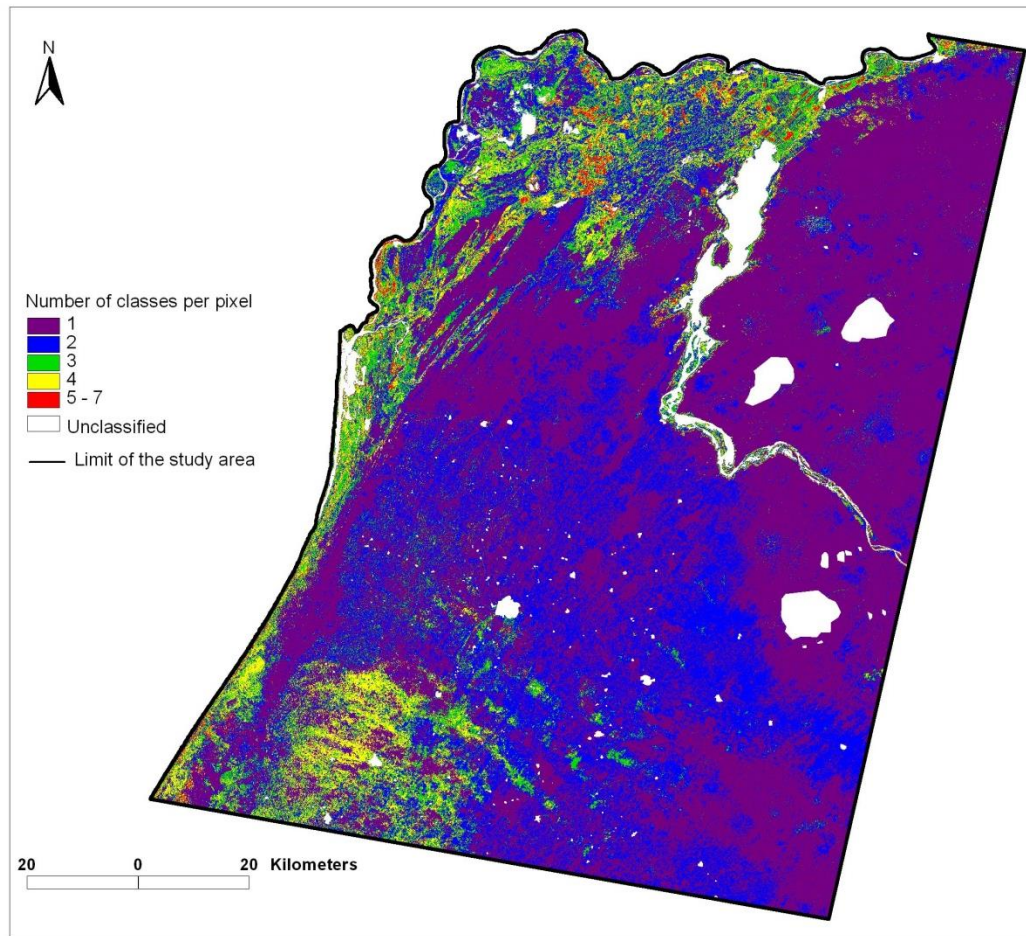 N
Number of classes per pixel
1
2
3
4
5 - 7
Unclassified
Limit of the study area
20 0 20 Kilometers